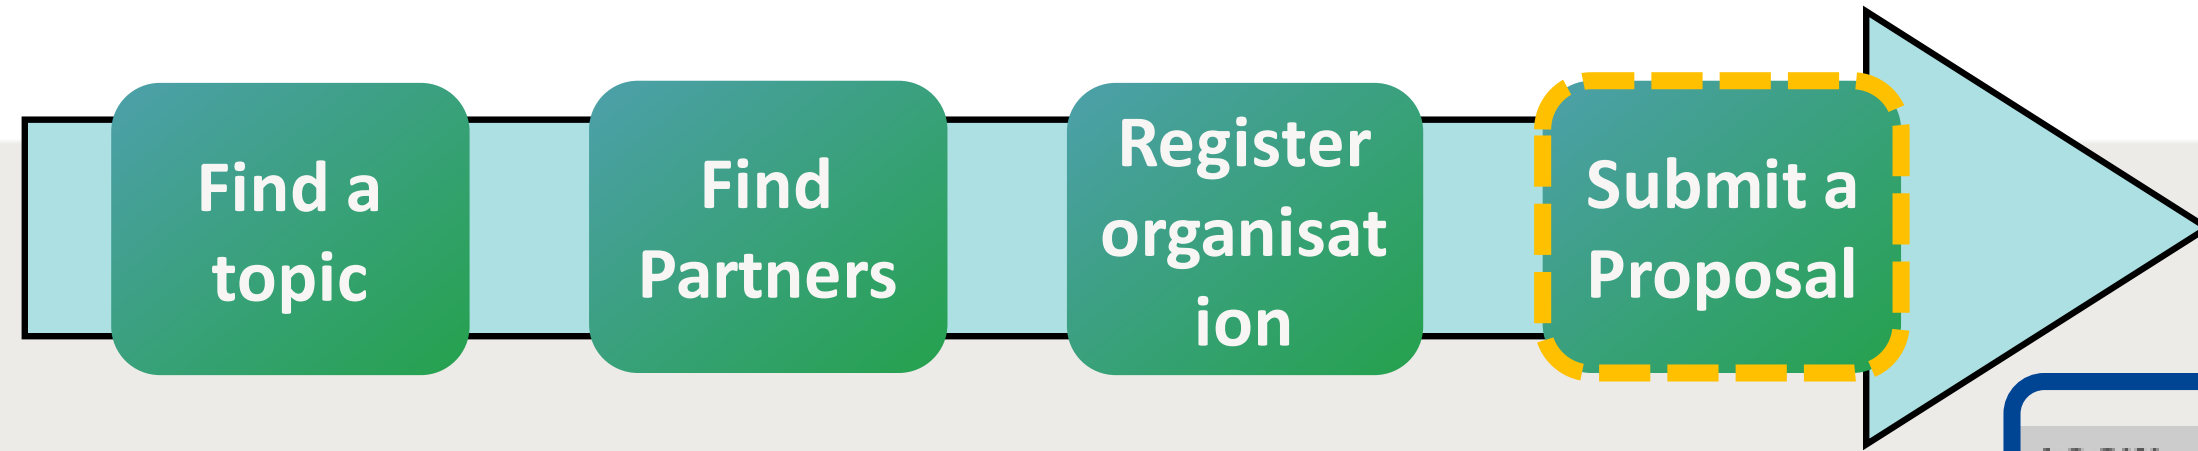 Find a
topic
Find
Partners
Register
organisat
ion
Submit a
Proposal